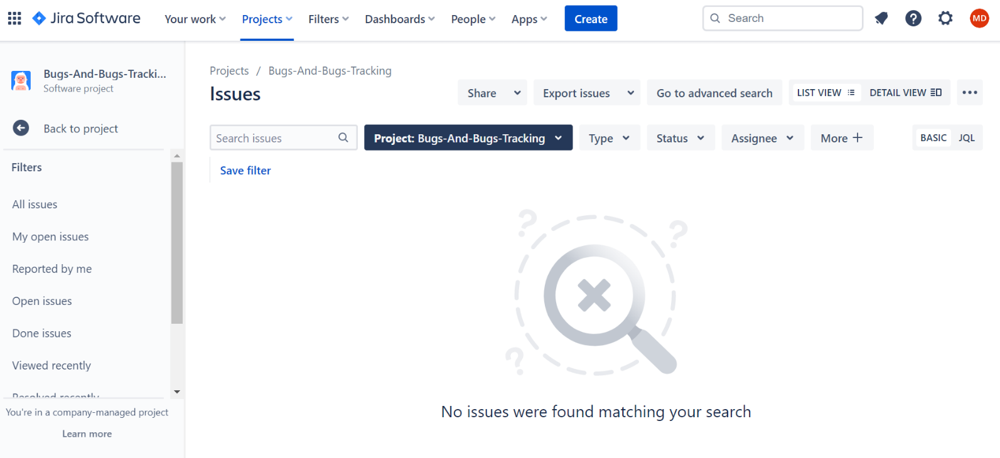 Jira Software
Your work
Projects
Filters
Dashboards
People
Apps
Create
Search
MD
Bugs-And-Bugs-Tracki...
Software project
Back to project
Filters
All issues
My open issues
Reported by me
Open issues
Done issues
Viewed recently
Resolved recently
You're in a company-managed project
Learn more
Projects / Bugs-And-Bugs-Tracking
Issues
Share
Export issues
Go to advanced search
LIST VIEW
DETAIL VIEW
Search issues
Project: Bugs-And-Bugs-Tracking
Type
Status
Assignee
More
BASIC
JQL
Save filter
No issues were found matching your search